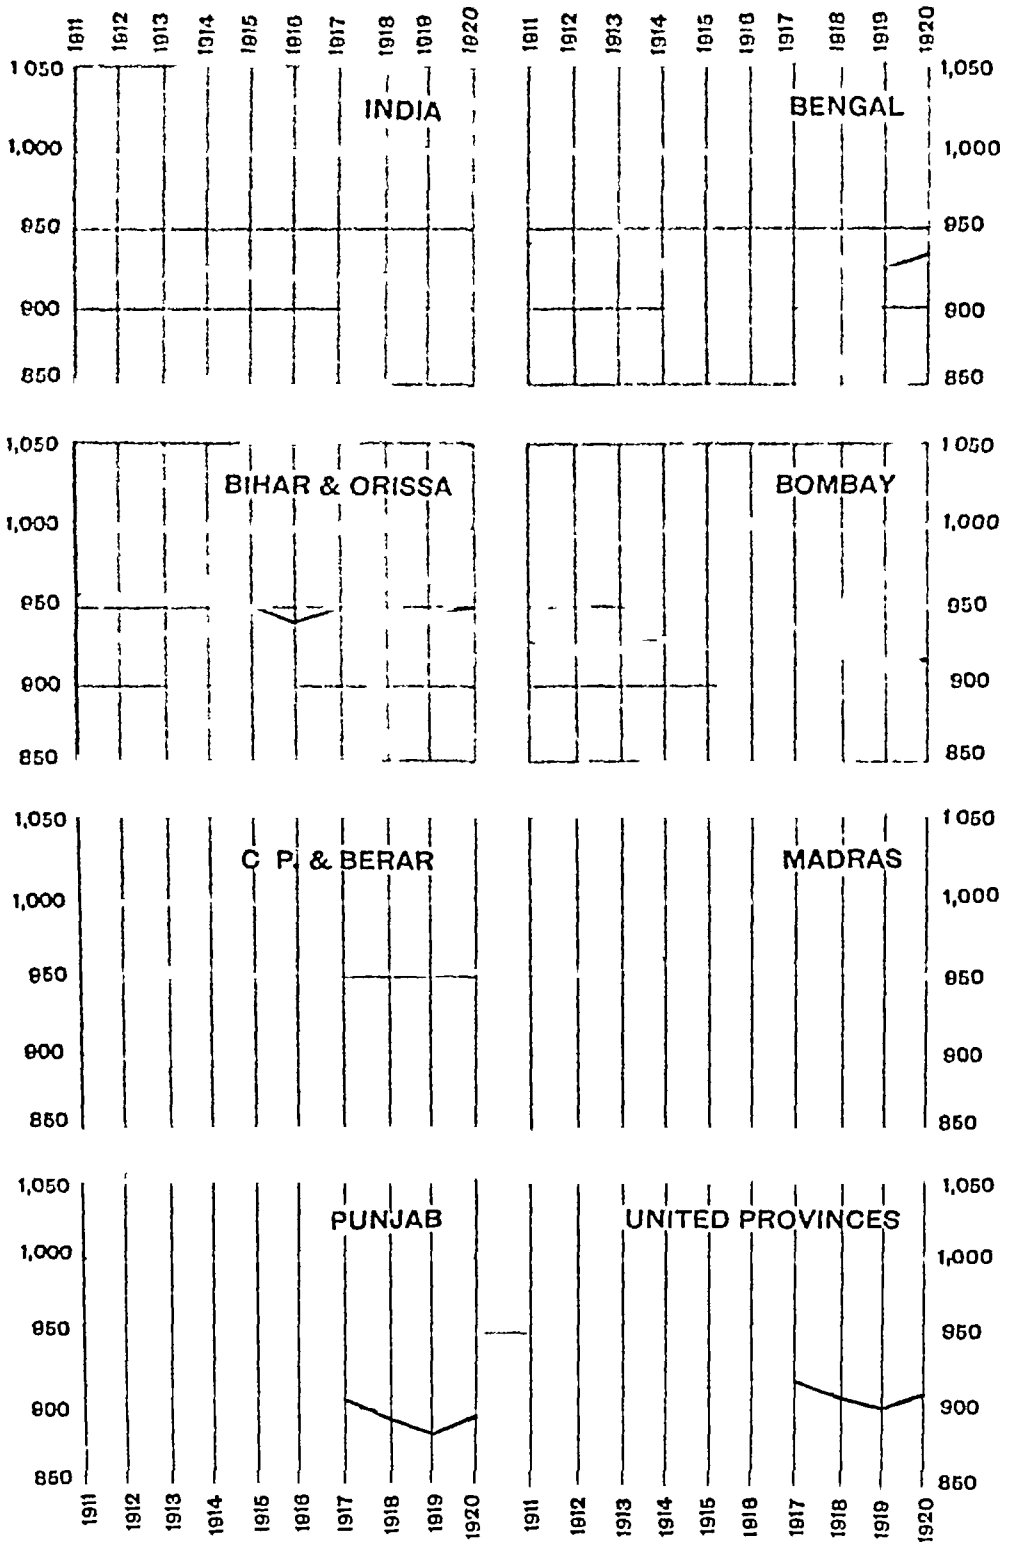 1911 1912 1913 1914 1915 1916 1917 1918 1919 1920 1911 1912 1913 1914 1915 1916 1917 1918 1919 1920
1 050 1,050
INDIA BENGAL
1,000 1,000
950 950
900 900
850 850
1,050 1 050
BIHAR & ORISSA BOMBAY
1,000 1,000
950 950
900 900
850 850
1,050 1 050
C P. & BERAR MADRAS
1,000 1,000
950 950
900 900
850 850
1,050 1,050
PUNJAB UNITED PROVINCES
1,000 1,000
950 950
900 900
850 850
1911 1912 1913 1914 1915 1916 1917 1918 1919 1920 1911 1912 1913 1914 1915 1916 1917 1918 1919 1920